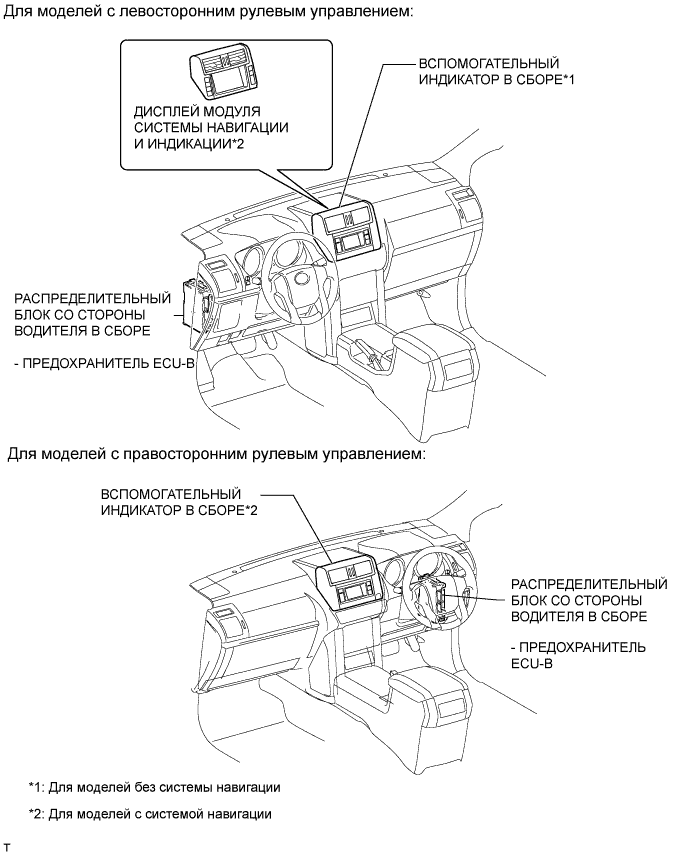 Для моделей с левосторонним рулевым управлением:
ВСПОМОГАТЕЛЬНЫЙ
ИНДИКАТОР В СБОРЕ*1
ДИСПЛЕЙ МОДУЛЯ
СИСТЕМЫ НАВИГАЦИИ
И ИНДИКАЦИИ*2
РАСПРЕДЕЛИТЕЛЬНЫЙ
БЛОК СО СТОРОНЫ
ВОДИТЕЛЯ В СБОРЕ
- ПРЕДОХРАНИТЕЛЬ ECU-B
Для моделей с правосторонним рулевым управлением:
ВСПОМОГАТЕЛЬНЫЙ
ИНДИКАТОР В СБОРЕ*2
РАСПРЕДЕЛИТЕЛЬНЫЙ
БЛОК СО СТОРОНЫ
ВОДИТЕЛЯ В СБОРЕ
- ПРЕДОХРАНИТЕЛЬ
ECU-B
*1: Для моделей без системы навигации
*2: Для моделей с системой навигации
т